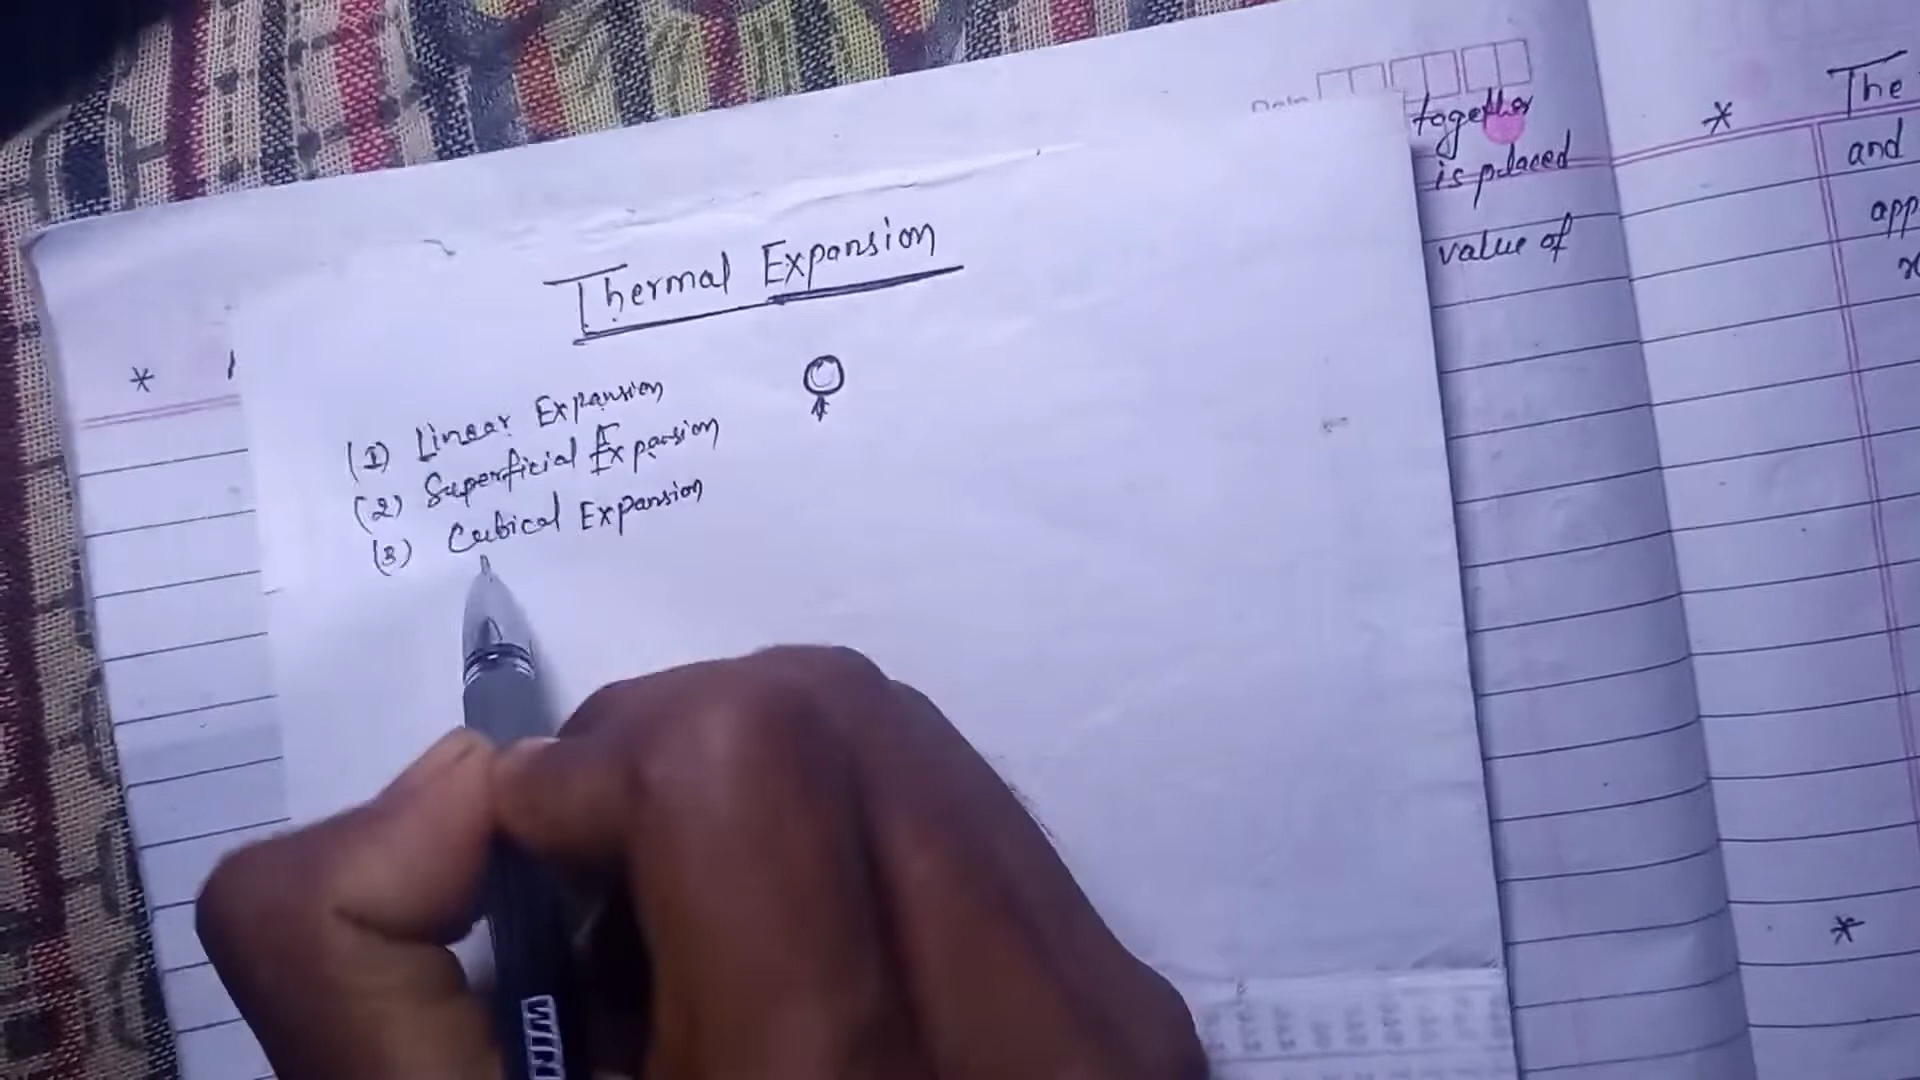 Thermal Expansion
(1) Linear Expansion
(2) Superficial Expansion
(3) Cubical Expansion
Date
together
is placed
value of
*
* The
and
app
*